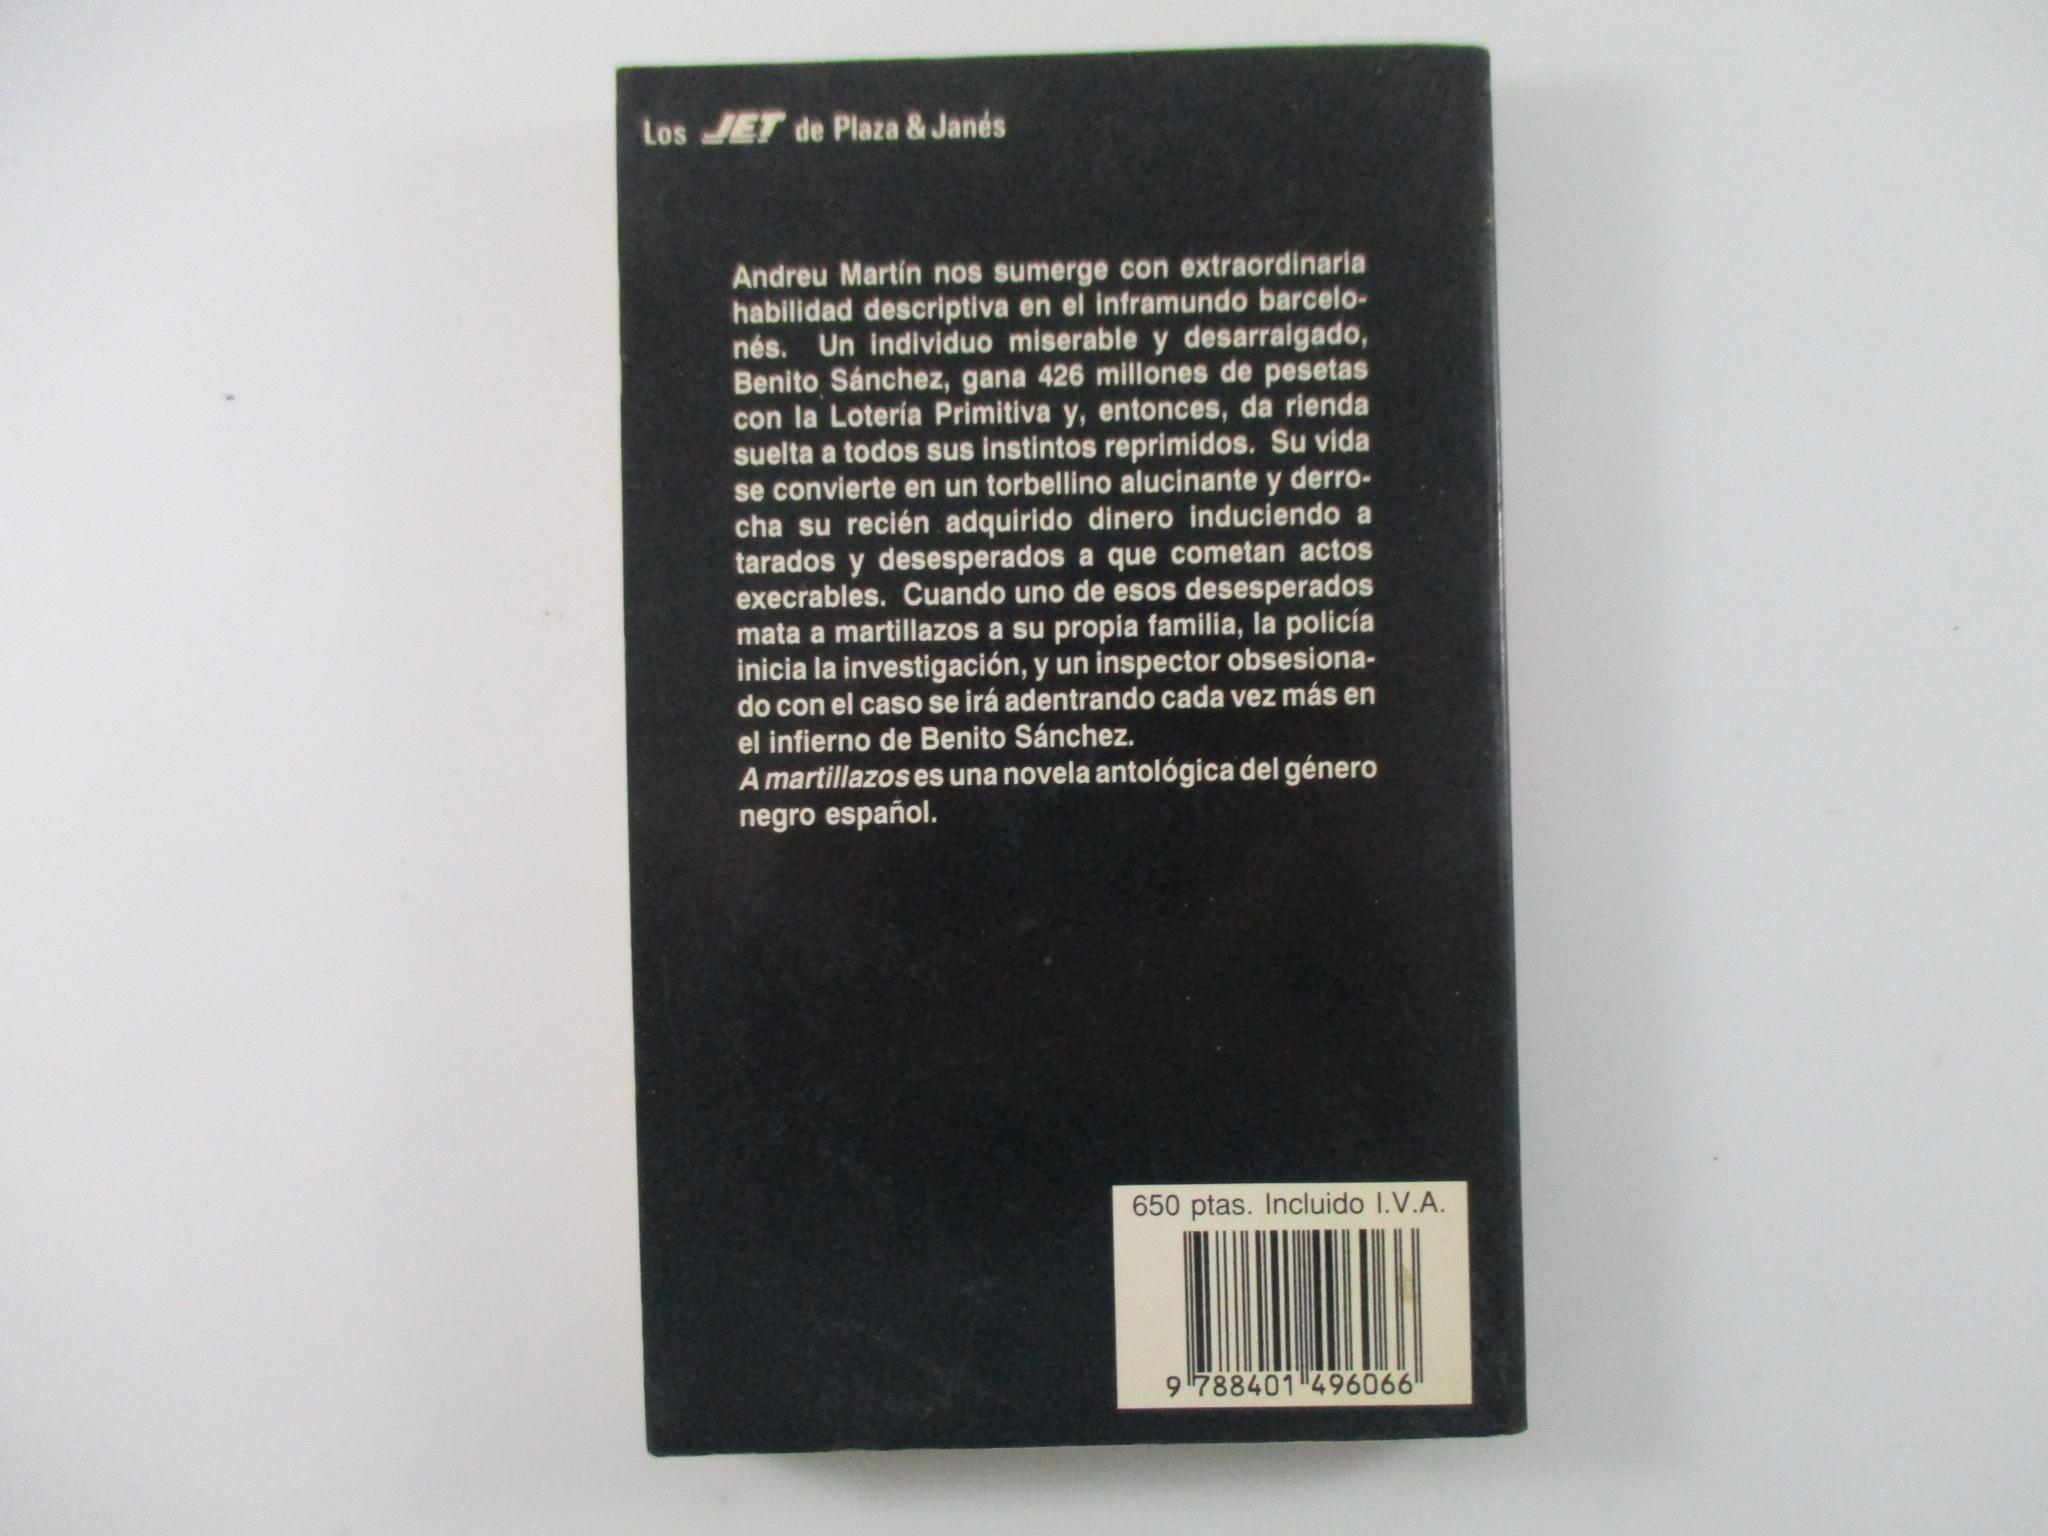 Los JET de Plaza & Janés
Andreu Martín nos sumerge con extraordinaria
habilidad descriptiva en el inframundo barcelo-
nés. Un individuo miserable y desarraigado,
Benito Sánchez, gana 426 millones de pesetas
con la Lotería Primitiva y, entonces, da rienda
suelta a todos sus instintos reprimidos. Su vida
se convierte en un torbellino alucinante y derro-
cha su recién adquirido dinero induciendo a
tarados y desesperados a que cometan actos
execrables. Cuando uno de esos desesperados
mata a martillazos a su propia familia, la policía
inicia la investigación, y un inspector obsesiona-
do con el caso se irá adentrando cada vez más en
el infierno de Benito Sánchez.
A martillazos es una novela antológica del género
negro español.
650 ptas. Incluido I.V.A.
9 788401 496066